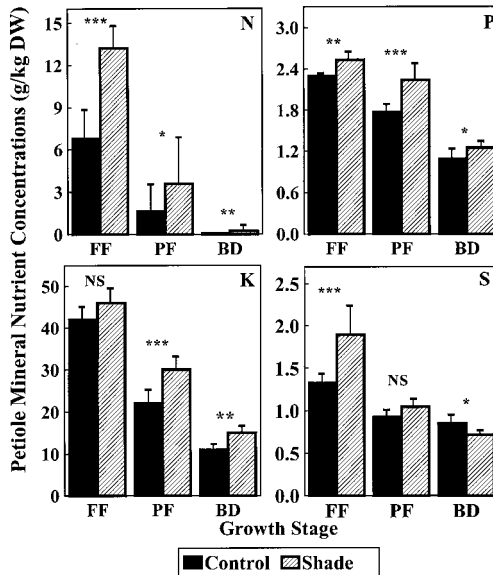 Petiole Mineral Nutrient Concentrations (g/kg DW)
N
15
12
9
6
3
0
***
*
**
FF PF BD
P
3.0
2.4
1.8
1.2
0.6
0.0
**
***
*
FF PF BD
K
50
40
30
20
10
0
NS
***
**
FF PF BD
S
2.5
2.0
1.5
1.0
0.5
0.0
***
NS
*
FF PF BD
Growth Stage
Control Shade